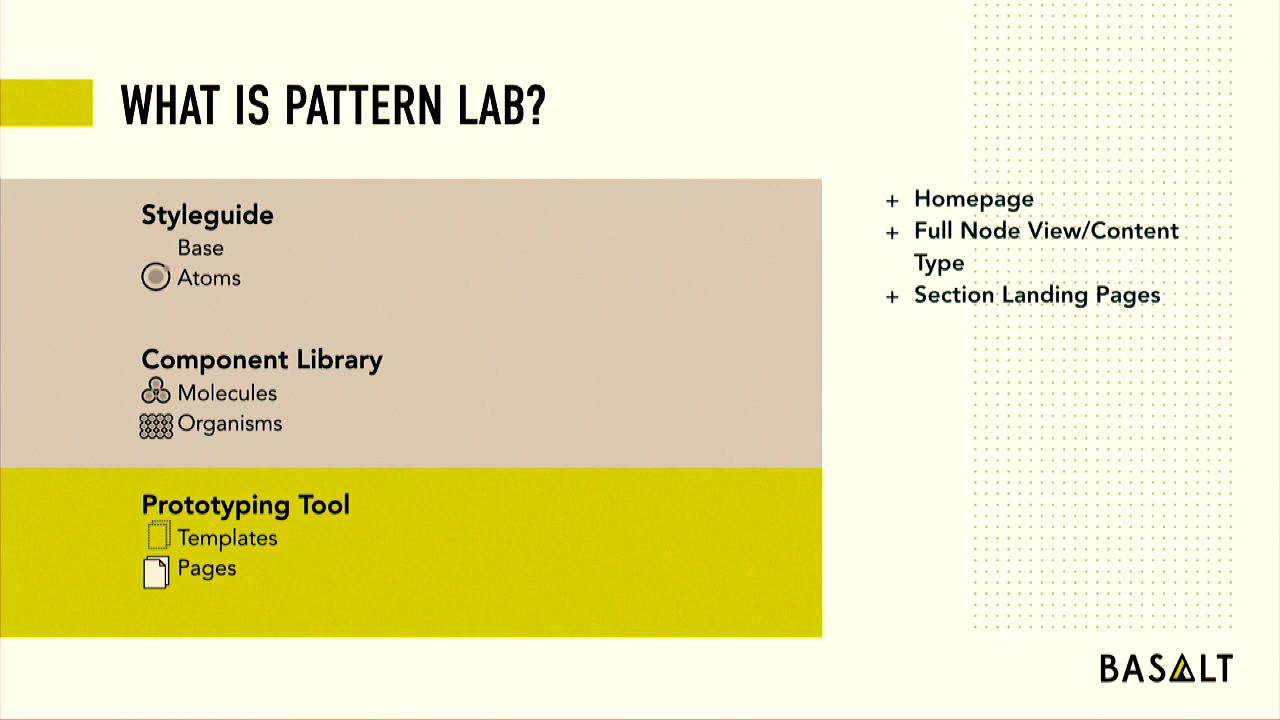 WHAT IS PATTERN LAB?
Styleguide
Base
Atoms
Component Library
Molecules
Organisms
Prototyping Tool
Templates
Pages
+ Homepage
+ Full Node View/Content
Type
+ Section Landing Pages
BASALT